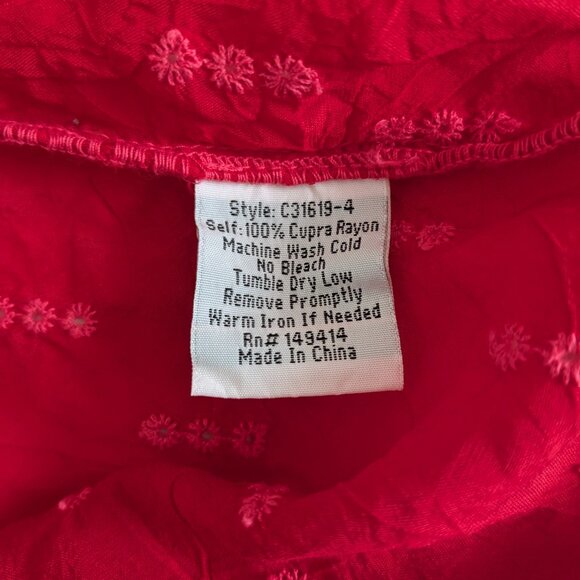 Style: C31619-4
Self:100% Cupra Rayon
Machine Wash Cold
No Bleach
Tumble Dry Low
Remove Promptly
Warm Iron If Needed
Rn# 149414
Made In China